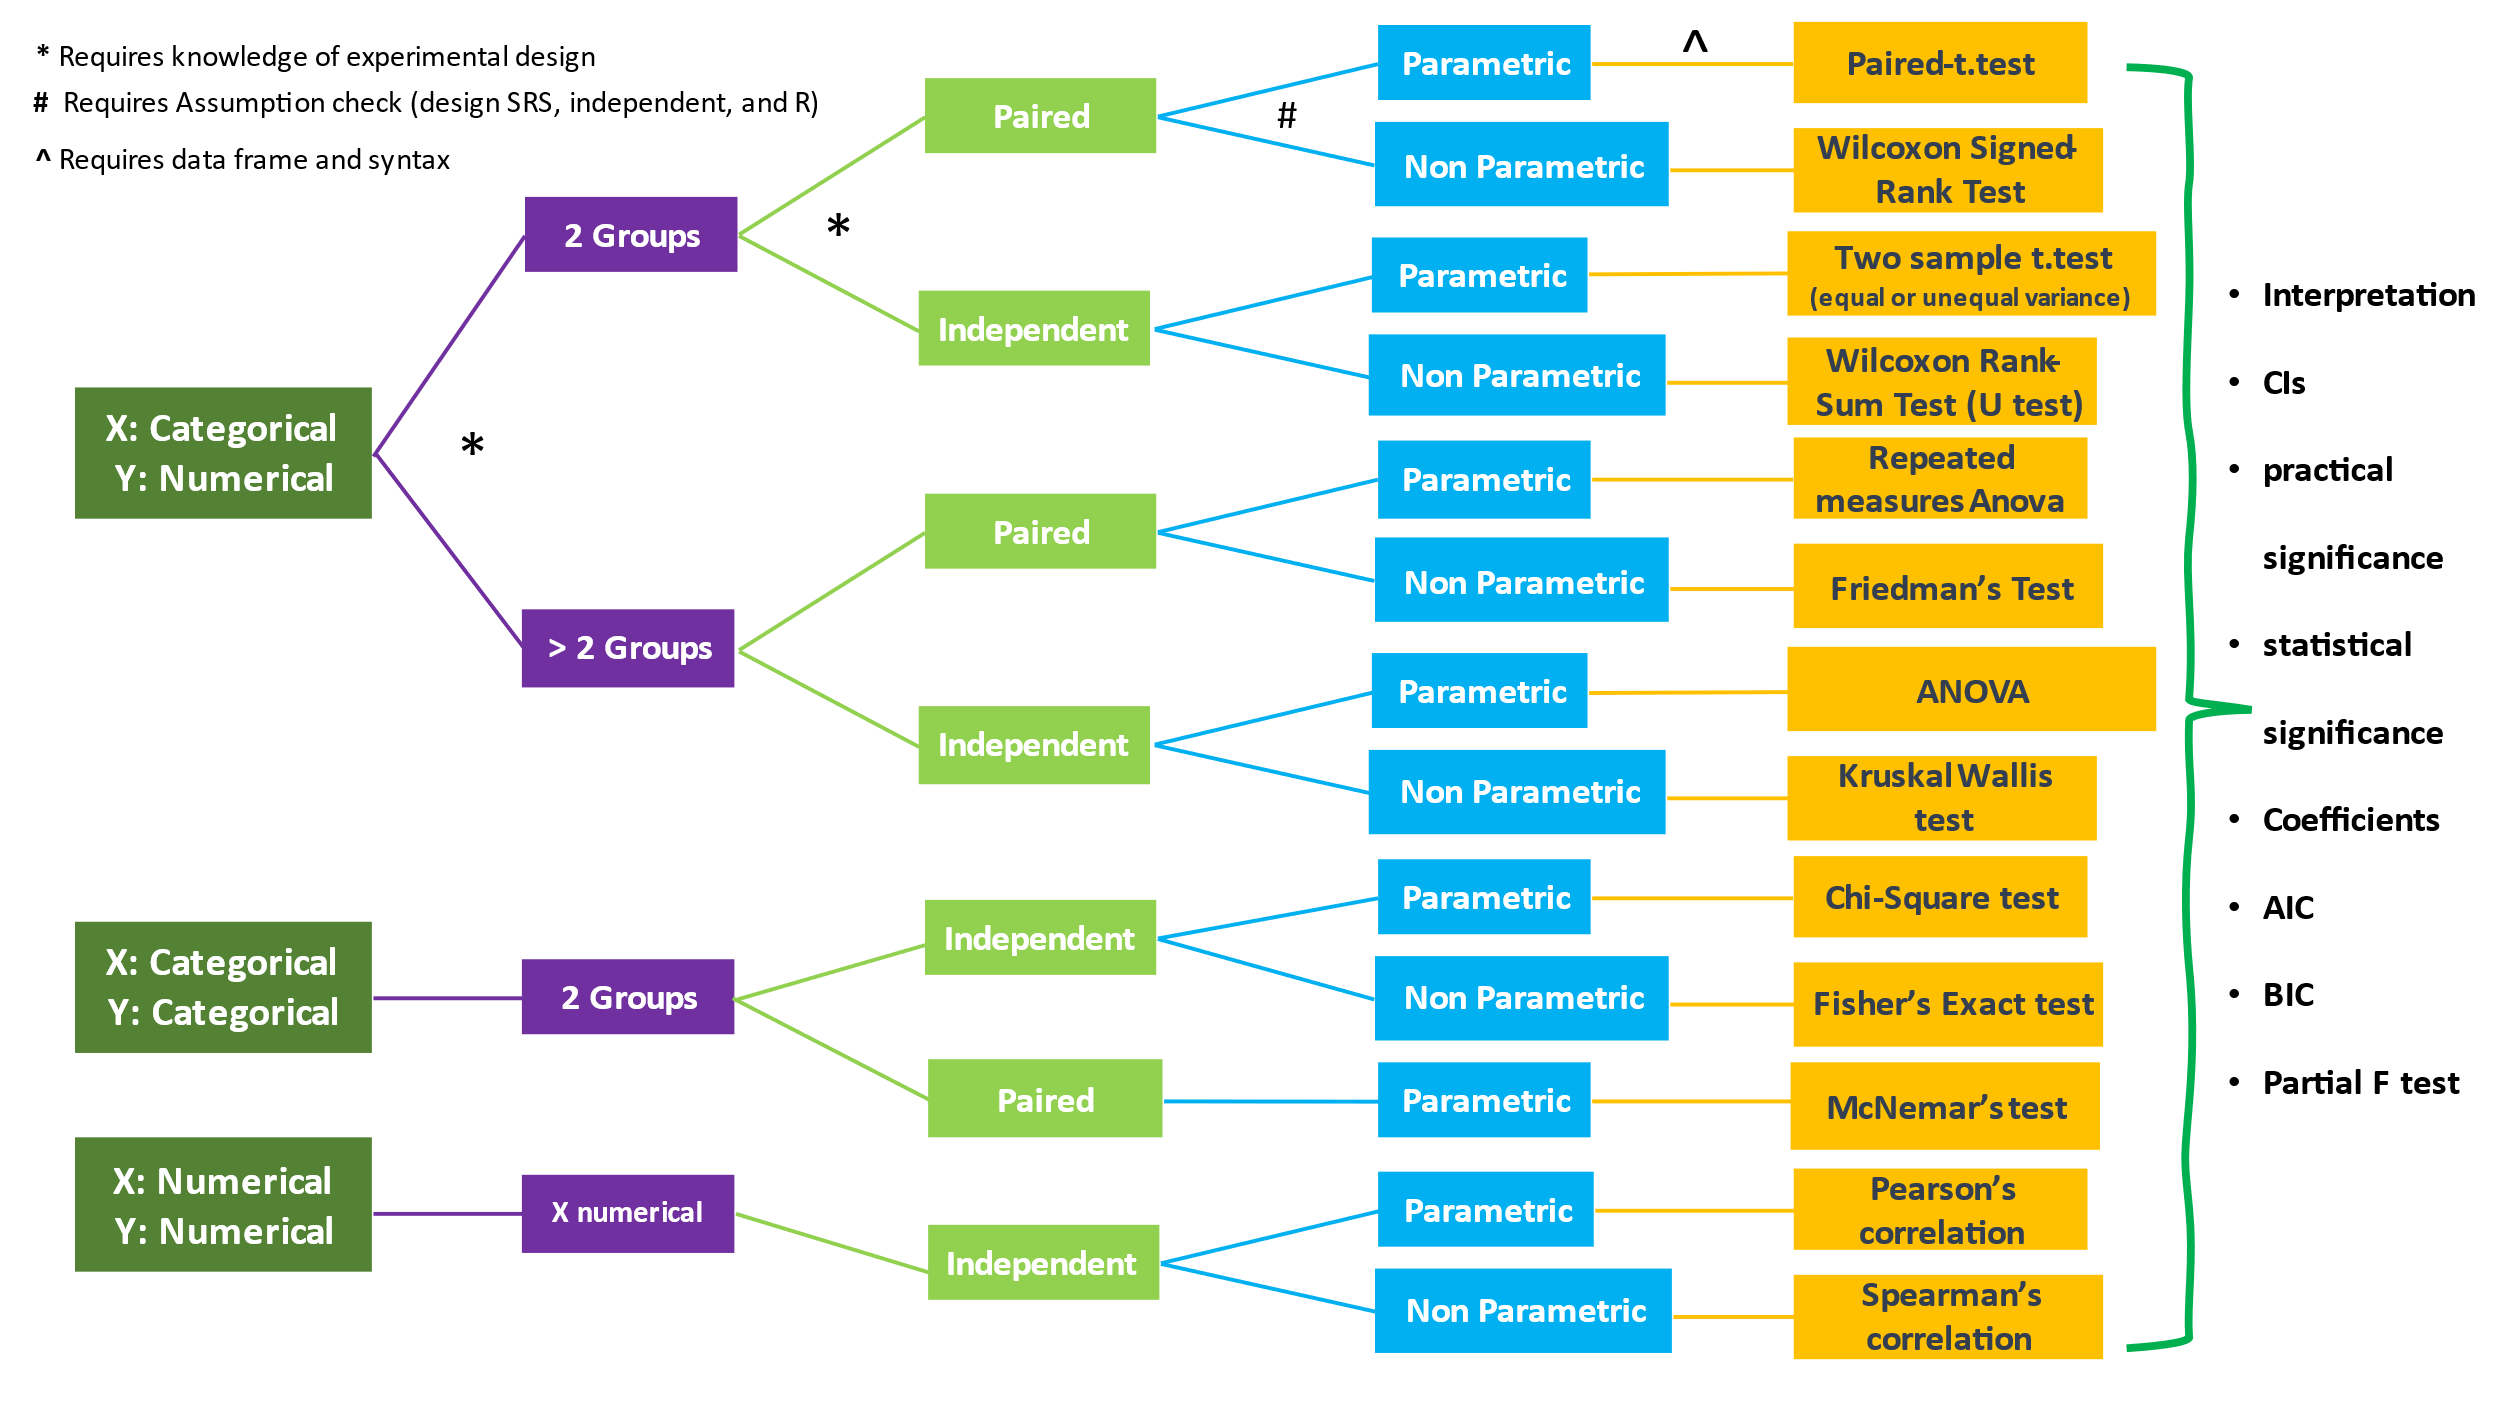 * Requires knowledge of experimental design
# Requires Assumption check (design SRS, independent, and R)
^ Requires data frame and syntax
X: Categorical
Y: Numerical
*
2 Groups
> 2 Groups
*
Paired
Independent
Paired
Independent
#
Parametric
Non Parametric
Parametric
Non Parametric
Parametric
Non Parametric
Parametric
Non Parametric
^
Paired-t.test
Wilcoxon Signed-
Rank Test
Two sample t.test
(equal or unequal variance)
Wilcoxon Rank-
Sum Test (U test)
Repeated
measures Anova
Friedman's Test
ANOVA
Kruskal Wallis
test
X: Categorical
Y: Categorical
2 Groups
Independent
Paired
Parametric
Non Parametric
Parametric
Chi-Square test
Fisher's Exact test
McNemar's test
X: Numerical
Y: Numerical
X numerical
Independent
Parametric
Non Parametric
Pearson's
correlation
Spearman's
correlation
• Interpretation
• CIs
• practical
significance
• statistical
significance
• Coefficients
• AIC
• BIC
• Partial F test